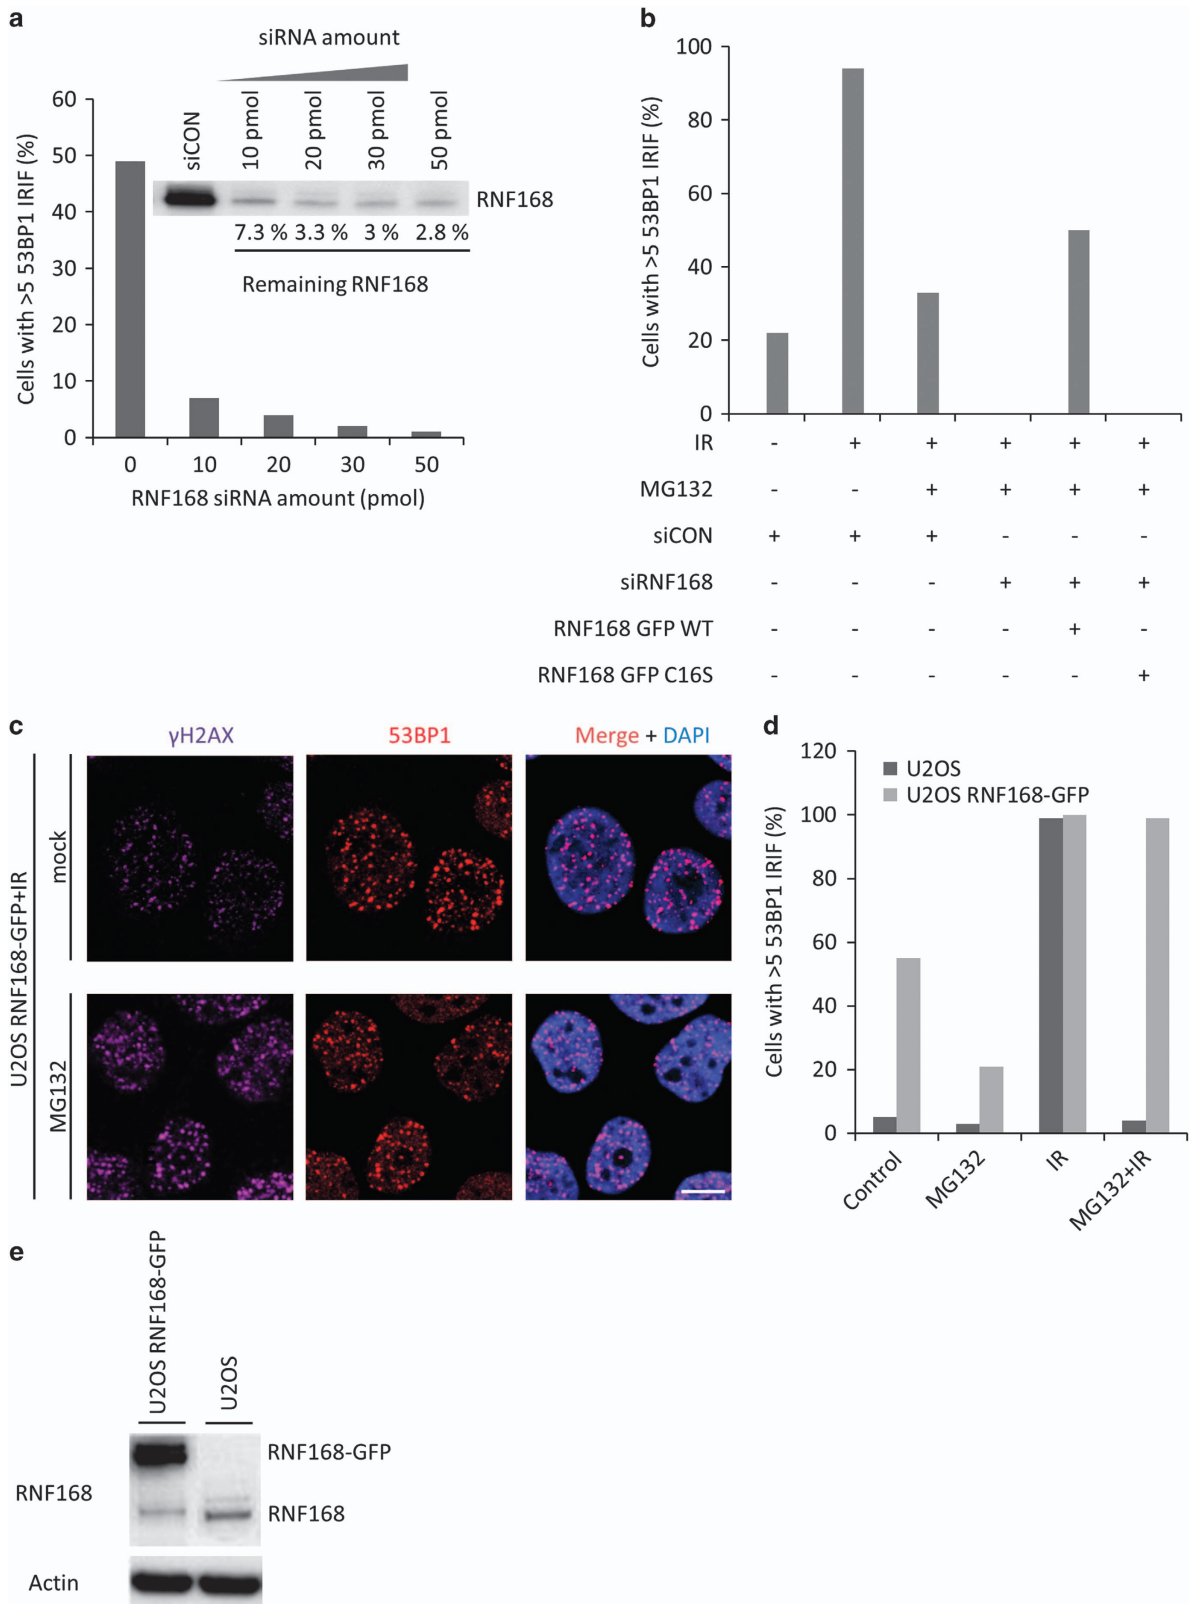 a
siRNA amount
siCON
10 pmol
20 pmol
30 pmol
50 pmol
RNF168
7.3 % 3.3 % 3 % 2.8 %
Remaining RNF168
Cells with >5 53BP1 IRIF (%)
60
50
40
30
20
10
0
0 10 20 30 50
RNF168 siRNA amount (pmol)
b
Cells with >5 53BP1 IRIF (%)
100
80
60
40
20
0
IR - + + + + +
MG132 - - + + + +
siCON + + + - - -
siRNF168 - - - + + +
RNF168 GFP WT - - - - + -
RNF168 GFP C16S - - - - - +
c
γH2AX 53BP1 Merge + DAPI
U2OS RNF168-GFP+IR
mock
MG132
d
Cells with >5 53BP1 IRIF (%)
120
100
80
60
40
20
0
U2OS
U2OS RNF168-GFP
Control
MG132
IR
MG132+IR
e
U2OS RNF168-GFP
U2OS
RNF168
RNF168-GFP
RNF168
Actin